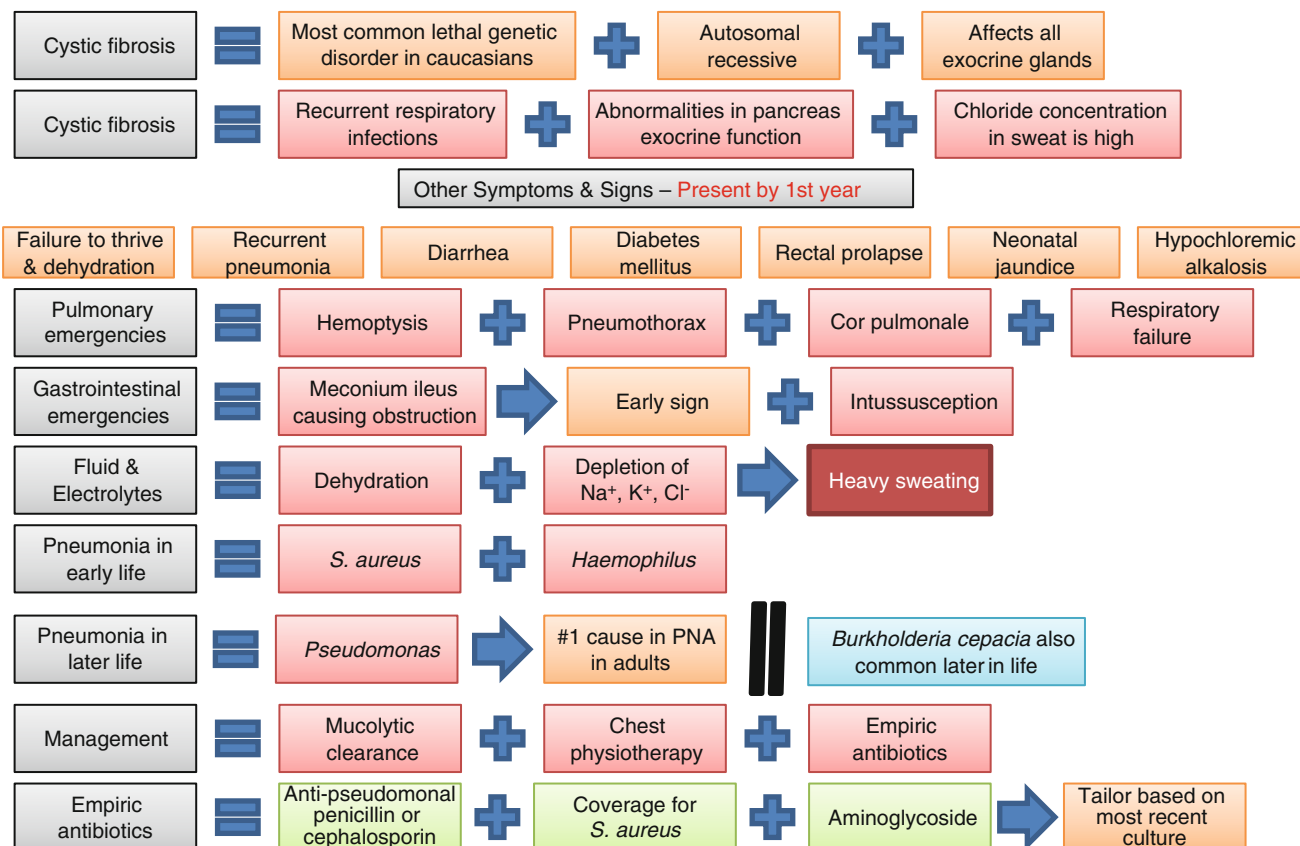 Cystic fibrosis
Most common lethal genetic
disorder in caucasians
Autosomal
recessive
Affects all
exocrine glands
Cystic fibrosis
Recurrent respiratory
infections
Abnormalities in pancreas
exocrine function
Chloride concentration
in sweat is high
Other Symptoms & Signs – Present by 1st year
Failure to thrive
& dehydration
Recurrent
pneumonia
Diarrhea
Diabetes
mellitus
Rectal prolapse
Neonatal
jaundice
Hypochloremic
alkalosis
Pulmonary
emergencies
Hemoptysis
Pneumothorax
Cor pulmonale
Respiratory
failure
Gastrointestinal
emergencies
Meconium ileus
causing obstruction
Early sign
Intussusception
Fluid &
Electrolytes
Dehydration
Depletion of
Na⁺, K⁺, Cl⁻
Heavy sweating
Pneumonia in
early life
S. aureus
Haemophilus
Pneumonia in
later life
Pseudomonas
#1 cause in PNA
in adults
Burkholderia cepacia also
common later in life
Management
Mucolytic
clearance
Chest
physiotherapy
Empiric
antibiotics
Empiric
antibiotics
Anti-pseudomonal
penicillin or
cephalosporin
Coverage for
S. aureus
Aminoglycoside
Tailor based on
most recent
culture